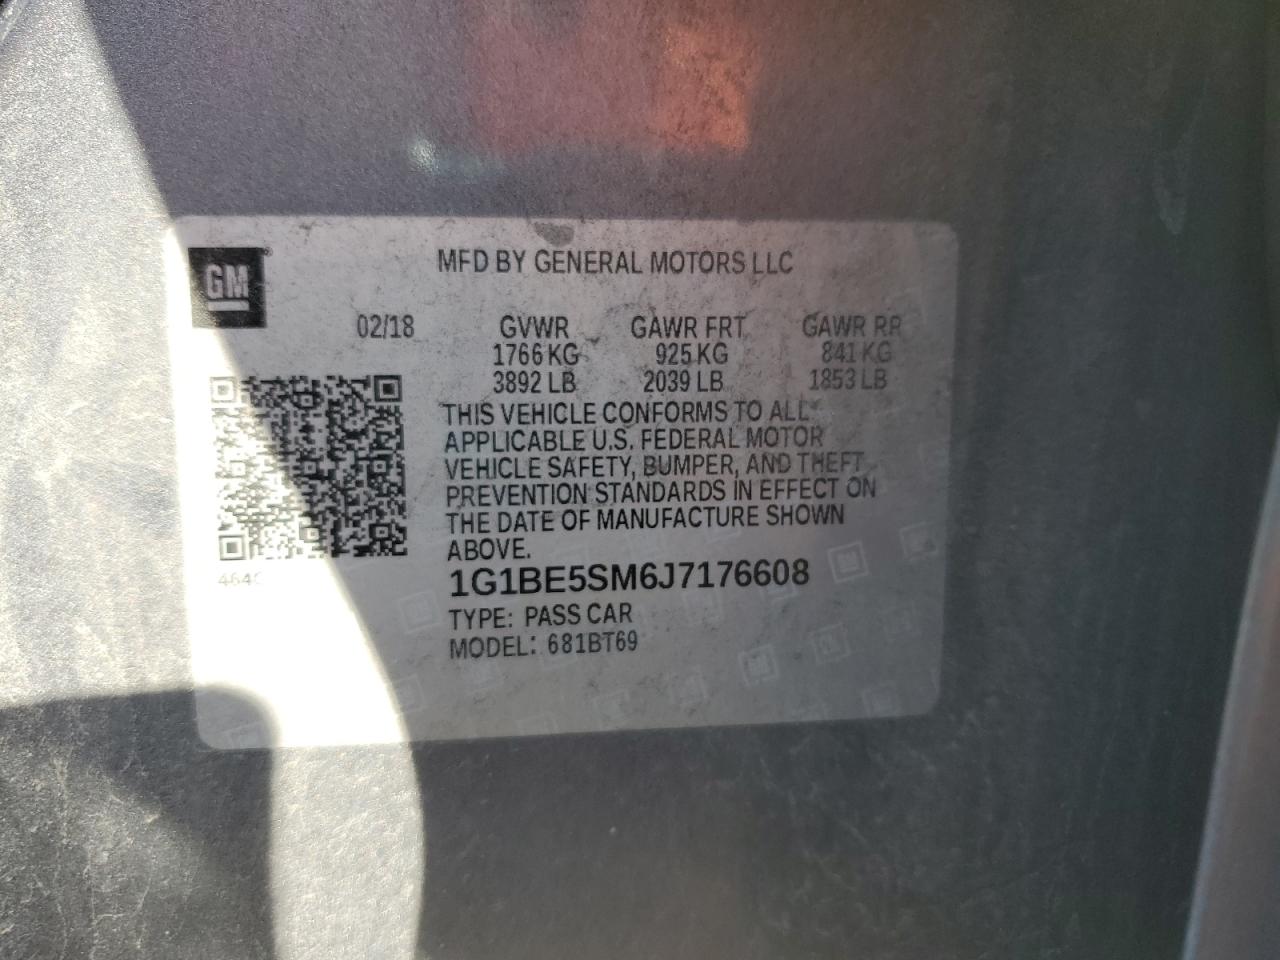 MFD BY GENERAL MOTORS LLC
GM
02/18 GVWR GAWR FRT GAWR RR
1766 KG 925 KG 841 KG
3892 LB 2039 LB 1853 LB
THIS VEHICLE CONFORMS TO ALL
APPLICABLE U.S. FEDERAL MOTOR
VEHICLE SAFETY, BUMPER, AND THEFT
PREVENTION STANDARDS IN EFFECT ON
THE DATE OF MANUFACTURE SHOWN
ABOVE.
1G1BE5SM6J7176608
TYPE: PASS CAR
MODEL: 681BT69